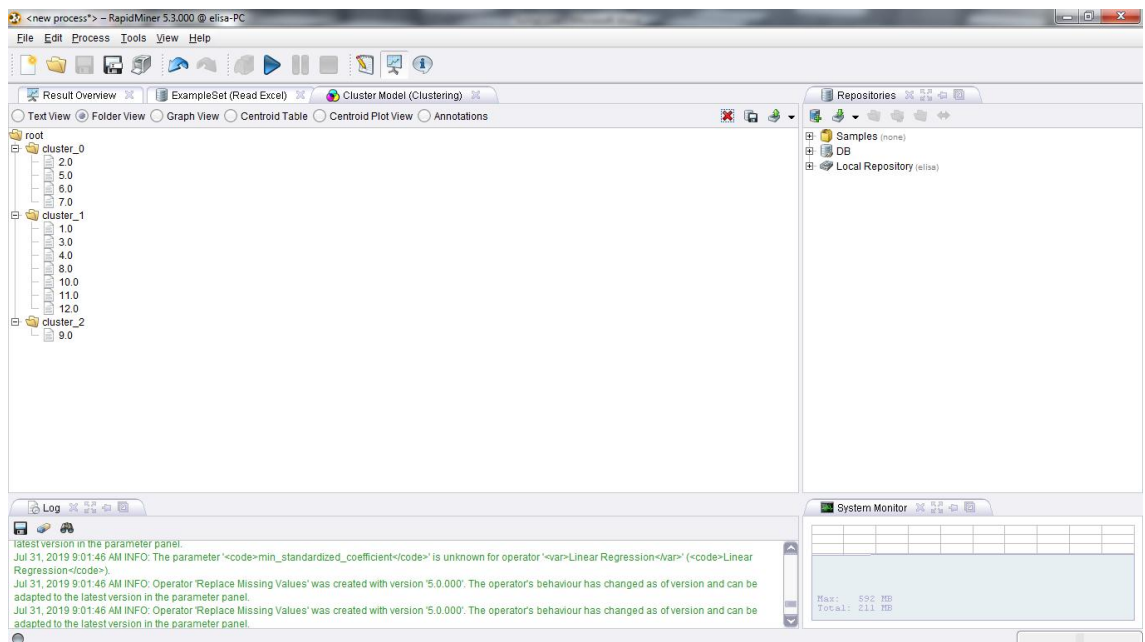 <new process*> – RapidMiner 5.3.000 @ elisa-PC
File Edit Process Tools View Help
Result Overview ExampleSet (Read Excel) Cluster Model (Clustering)
Text View Folder View Graph View Centroid Table Centroid Plot View Annotations
root
cluster_0
2.0
5.0
6.0
7.0
cluster_1
1.0
3.0
4.0
8.0
10.0
11.0
12.0
cluster_2
9.0
Repositories
Samples (none)
DB
Local Repository (elisa)
Log
latest version in the parameter panel.
Jul 31, 2019 9:01:46 AM INFO: The parameter '<code>min_standardized_coefficient</code>' is unknown for operator '<var>Linear Regression</var>' (<code>Linear
Regression</code>).
Jul 31, 2019 9:01:46 AM INFO: Operator 'Replace Missing Values' was created with version '5.0.000'. The operator's behaviour has changed as of version and can be
adapted to the latest version in the parameter panel.
Jul 31, 2019 9:01:46 AM INFO: Operator 'Replace Missing Values' was created with version '5.0.000'. The operator's behaviour has changed as of version and can be
adapted to the latest version in the parameter panel.
System Monitor
Max: 592 MB
Total: 211 MB